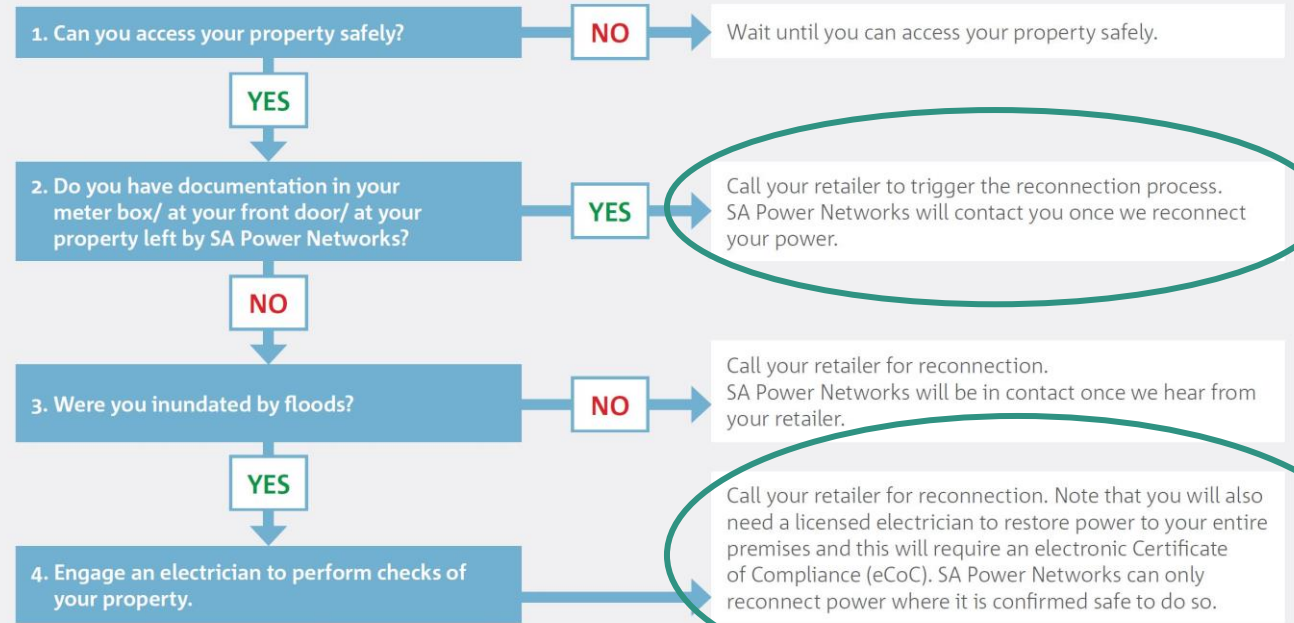 1. Can you access your property safely?
NO
Wait until you can access your property safely.
YES
2. Do you have documentation in your
meter box/ at your front door/ at your
property left by SA Power Networks?
YES
Call your retailer to trigger the reconnection process.
SA Power Networks will contact you once we reconnect
your power.
NO
3. Were you inundated by floods?
NO
Call your retailer for reconnection.
SA Power Networks will be in contact once we hear from
your retailer.
YES
4. Engage an electrician to perform checks of
your property.
Call your retailer for reconnection. Note that you will also
need a licensed electrician to restore power to your entire
premises and this will require an electronic Certificate
of Compliance (eCoC). SA Power Networks can only
reconnect power where it is confirmed safe to do so.